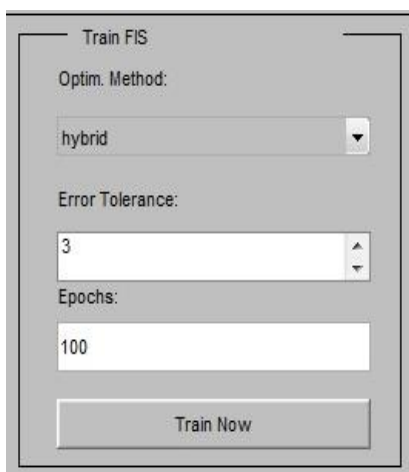 Train FIS
Optim. Method:
hybrid
Error Tolerance:
3
Epochs:
100
Train Now